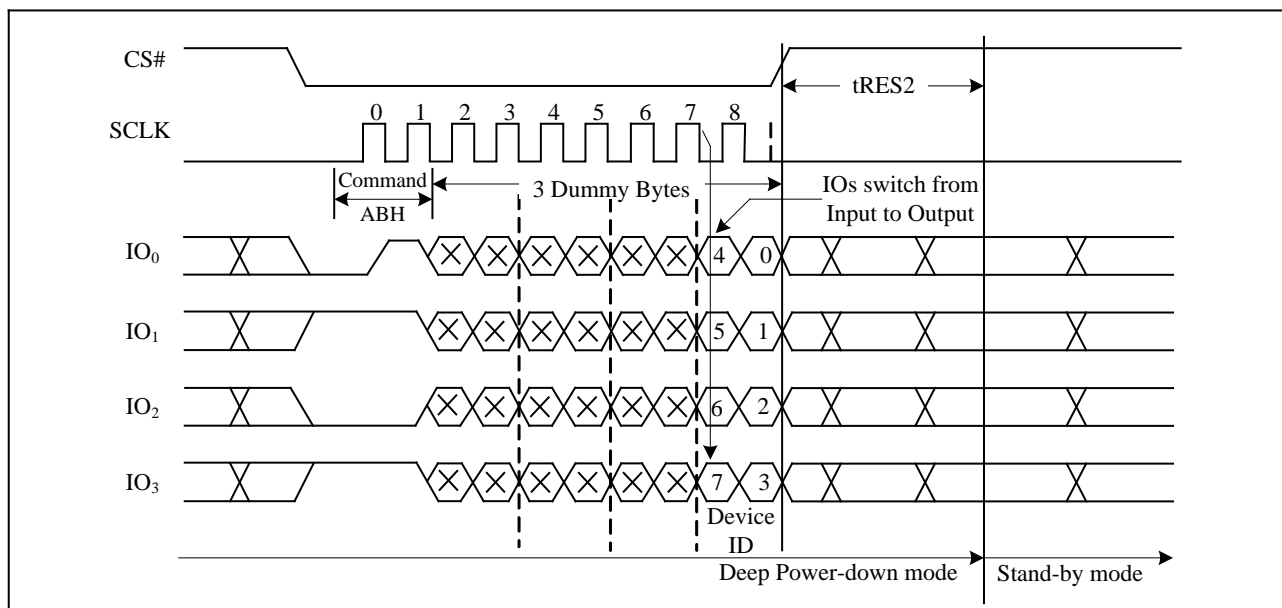 CS#
tRES2
0 1 2 3 4 5 6 7 8
SCLK
Command
ABH
3 Dummy Bytes
IOs switch from
Input to Output
IO₀
4 0
IO₁
5 1
IO₂
6 2
IO₃
7 3
Device
ID
Deep Power-down mode
Stand-by mode